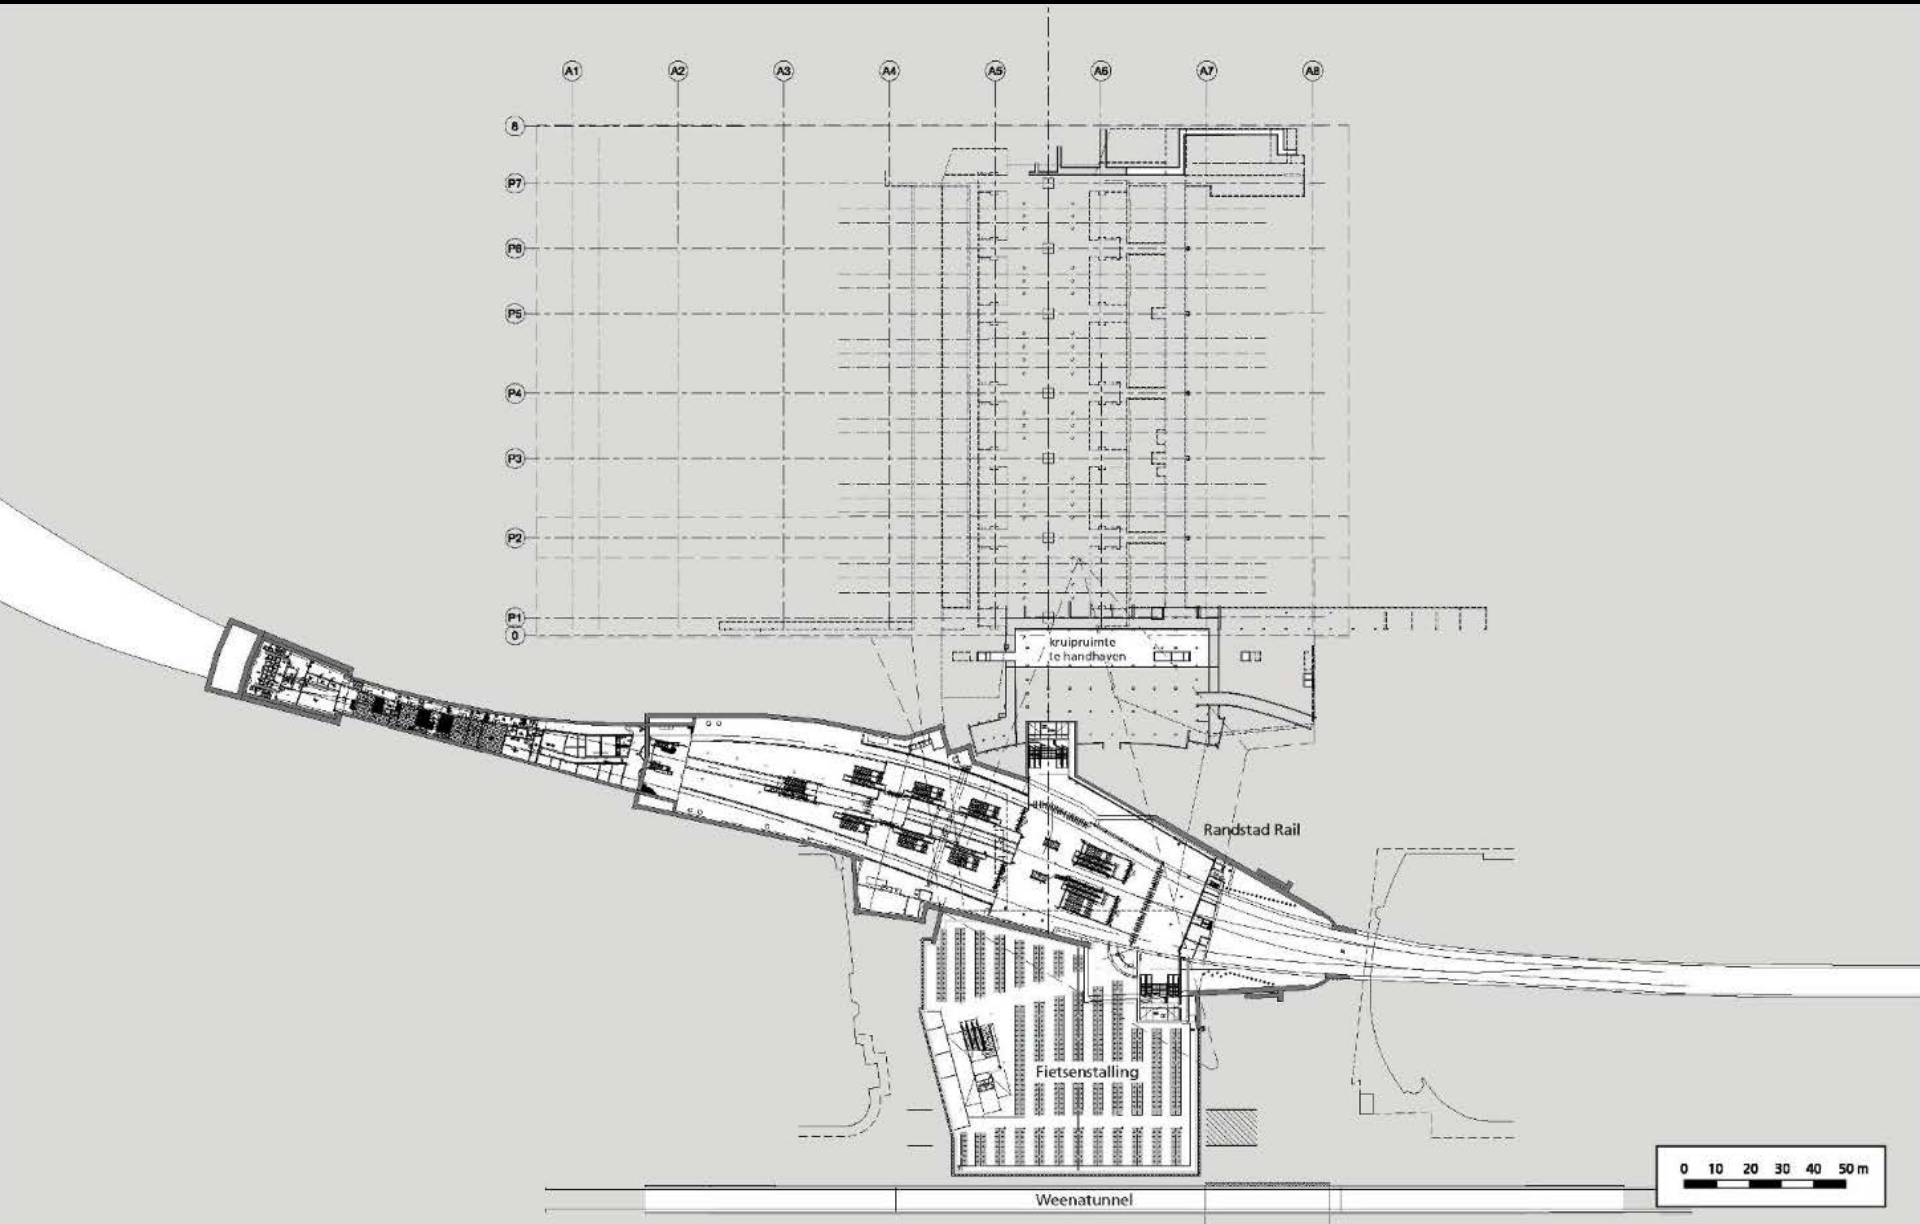 A1 A2 A3 A4 A5 A6 A7 A8
8
P7
P6
P5
P4
P3
P2
P1
0
kruipruimte
te handhaven
Randstad Rail
Fietsenstalling
Weenatunnel
0 10 20 30 40 50 m